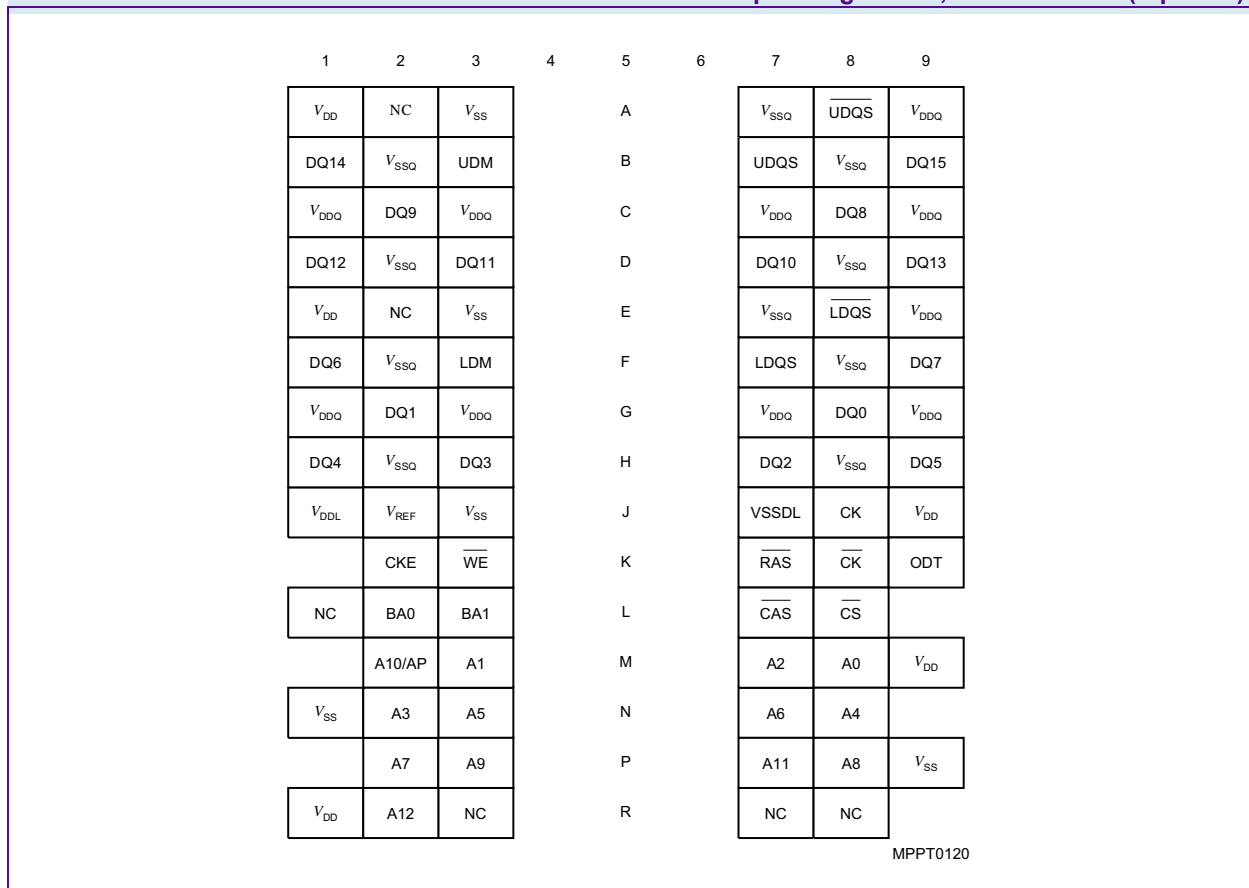 1 2 3 4 5 6 7 8 9
VDD NC VSS A VSSQ UDQS VDDQ
DQ14 VSSQ UDM B UDQS VSSQ DQ15
VDDQ DQ9 VDDQ C VDDQ DQ8 VDDQ
DQ12 VSSQ DQ11 D DQ10 VSSQ DQ13
VDD NC VSS E VSSQ LDQS VDDQ
DQ6 VSSQ LDM F LDQS VSSQ DQ7
VDDQ DQ1 VDDQ G VDDQ DQ0 VDDQ
DQ4 VSSQ DQ3 H DQ2 VSSQ DQ5
VDDL VREF VSS J VSSDL CK VDD
CKE WE K RAS CK ODT
NC BA0 BA1 L CAS CS
A10/AP A1 M A2 A0 VDD
VSS A3 A5 N A6 A4
A7 A9 P A11 A8 VSS
VDD A12 NC R NC NC
MPPT0120